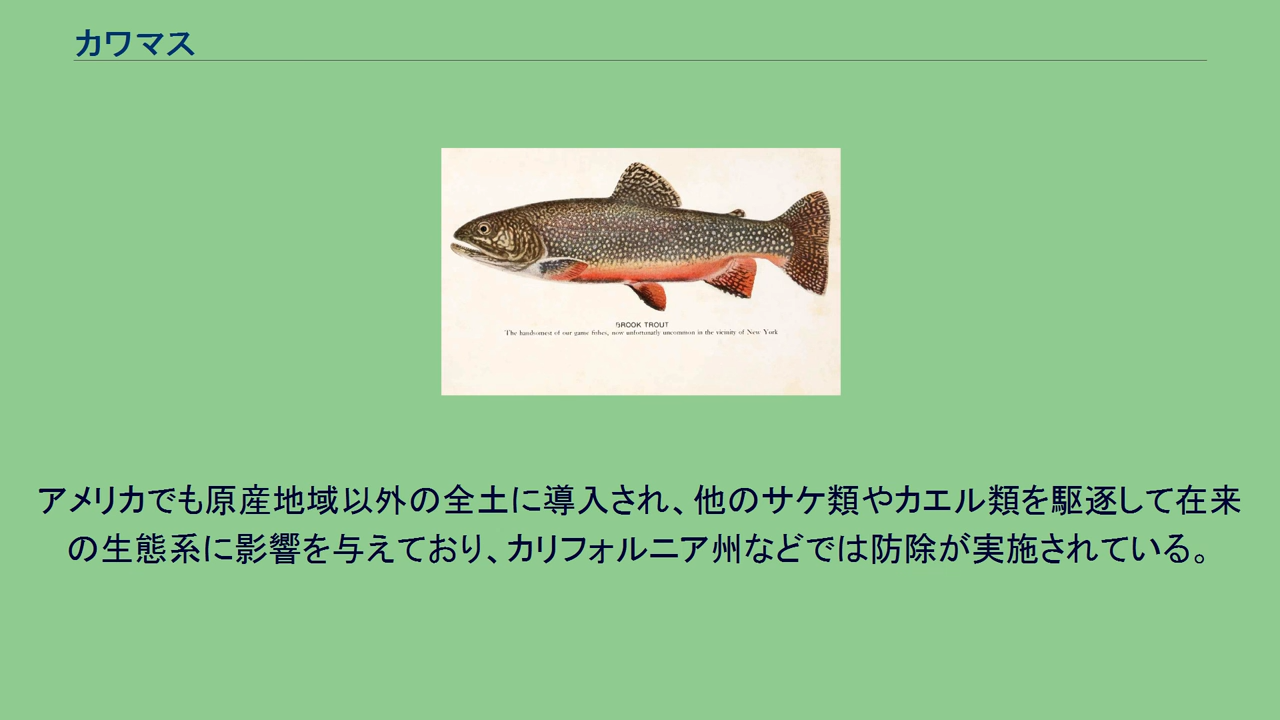 カワマス
BROOK TROUT
The handsomest of our game fishes, now unfortunatly uncommon in the vicinity of New York
アメリカでも原産地域以外の全土に導入され、他のサケ類やカエル類を駆逐して在来
の生態系に影響を与えており、カリフォルニア州などでは防除が実施されている。